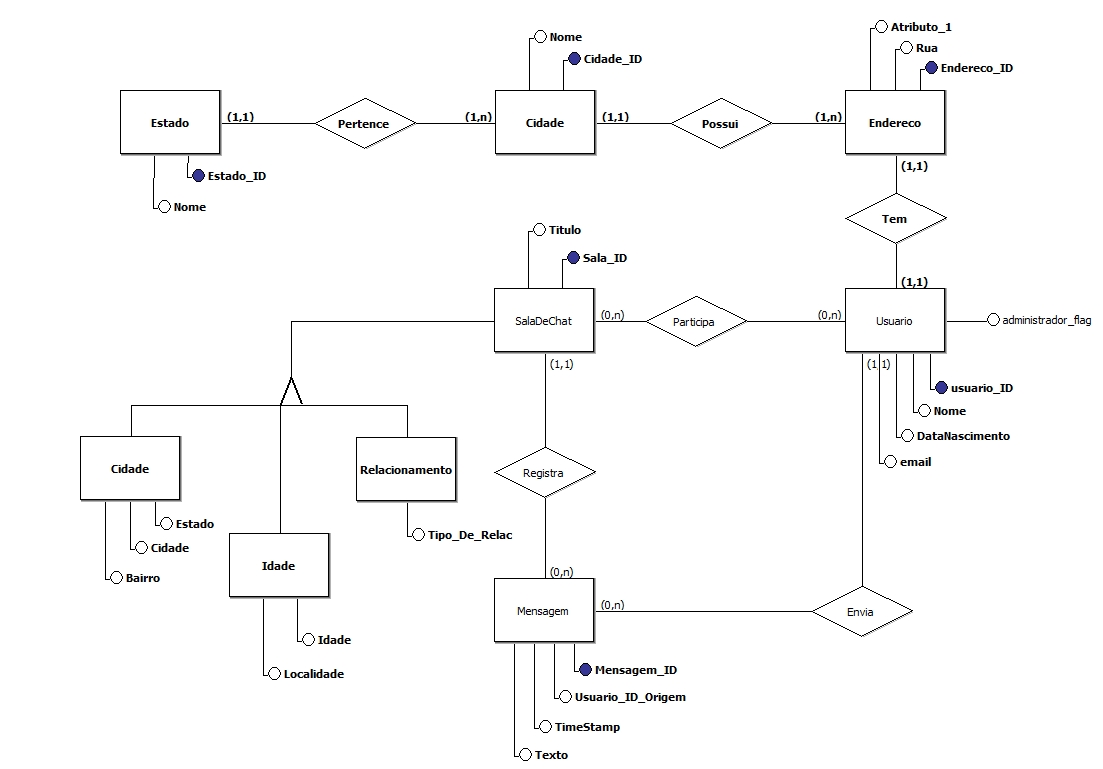 Atributo_1
Nome
Rua
Cidade_ID
Endereco_ID
Estado
(1,1)
Pertence
(1,n)
Cidade
(1,1)
Possui
(1,n)
Endereco
(1,1)
Estado_ID
Nome
Tem
Titulo
Sala_ID
(1,1)
SalaDeChat
(0,n)
Participa
(0,n)
Usuario
administrador_flag
(1,1)
(1,1)
usuario_ID
Nome
DataNascimento
email
Cidade
Relacionamento
Registra
Estado
Tipo_De_Relac
Cidade
Bairro
Idade
(0,n)
Mensagem
(0,n)
Envia
Idade
Localidade
Mensagem_ID
Usuario_ID_Origem
TimeStamp
Texto